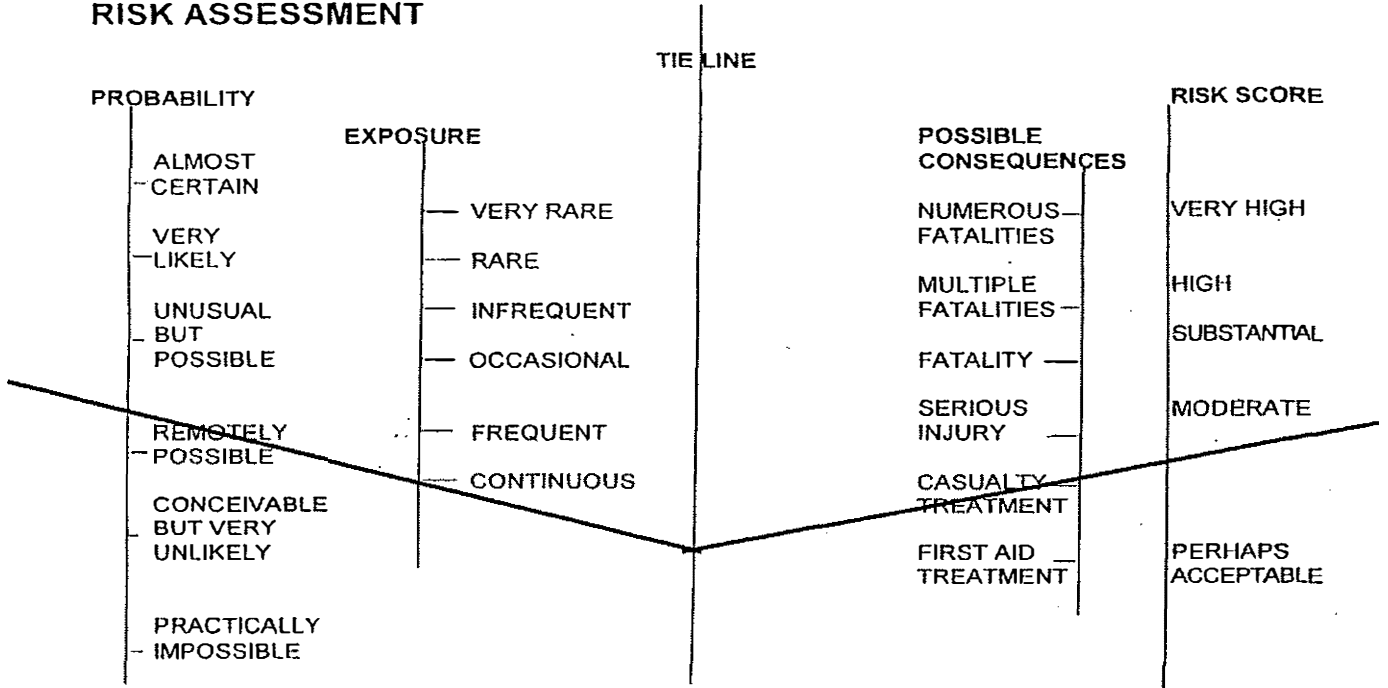 RISK ASSESSMENT
TIE LINE
PROBABILITY
ALMOST
CERTAIN
VERY
LIKELY
UNUSUAL
BUT
POSSIBLE
REMOTELY
POSSIBLE
CONCEIVABLE
BUT VERY
UNLIKELY
PRACTICALLY
IMPOSSIBLE
EXPOSURE
VERY RARE
RARE
INFREQUENT
OCCASIONAL
FREQUENT
CONTINUOUS
POSSIBLE
CONSEQUENCES
NUMEROUS
FATALITIES
MULTIPLE
FATALITIES
FATALITY
SERIOUS
INJURY
CASUALTY
TREATMENT
FIRST AID
TREATMENT
RISK SCORE
VERY HIGH
HIGH
SUBSTANTIAL
MODERATE
PERHAPS
ACCEPTABLE